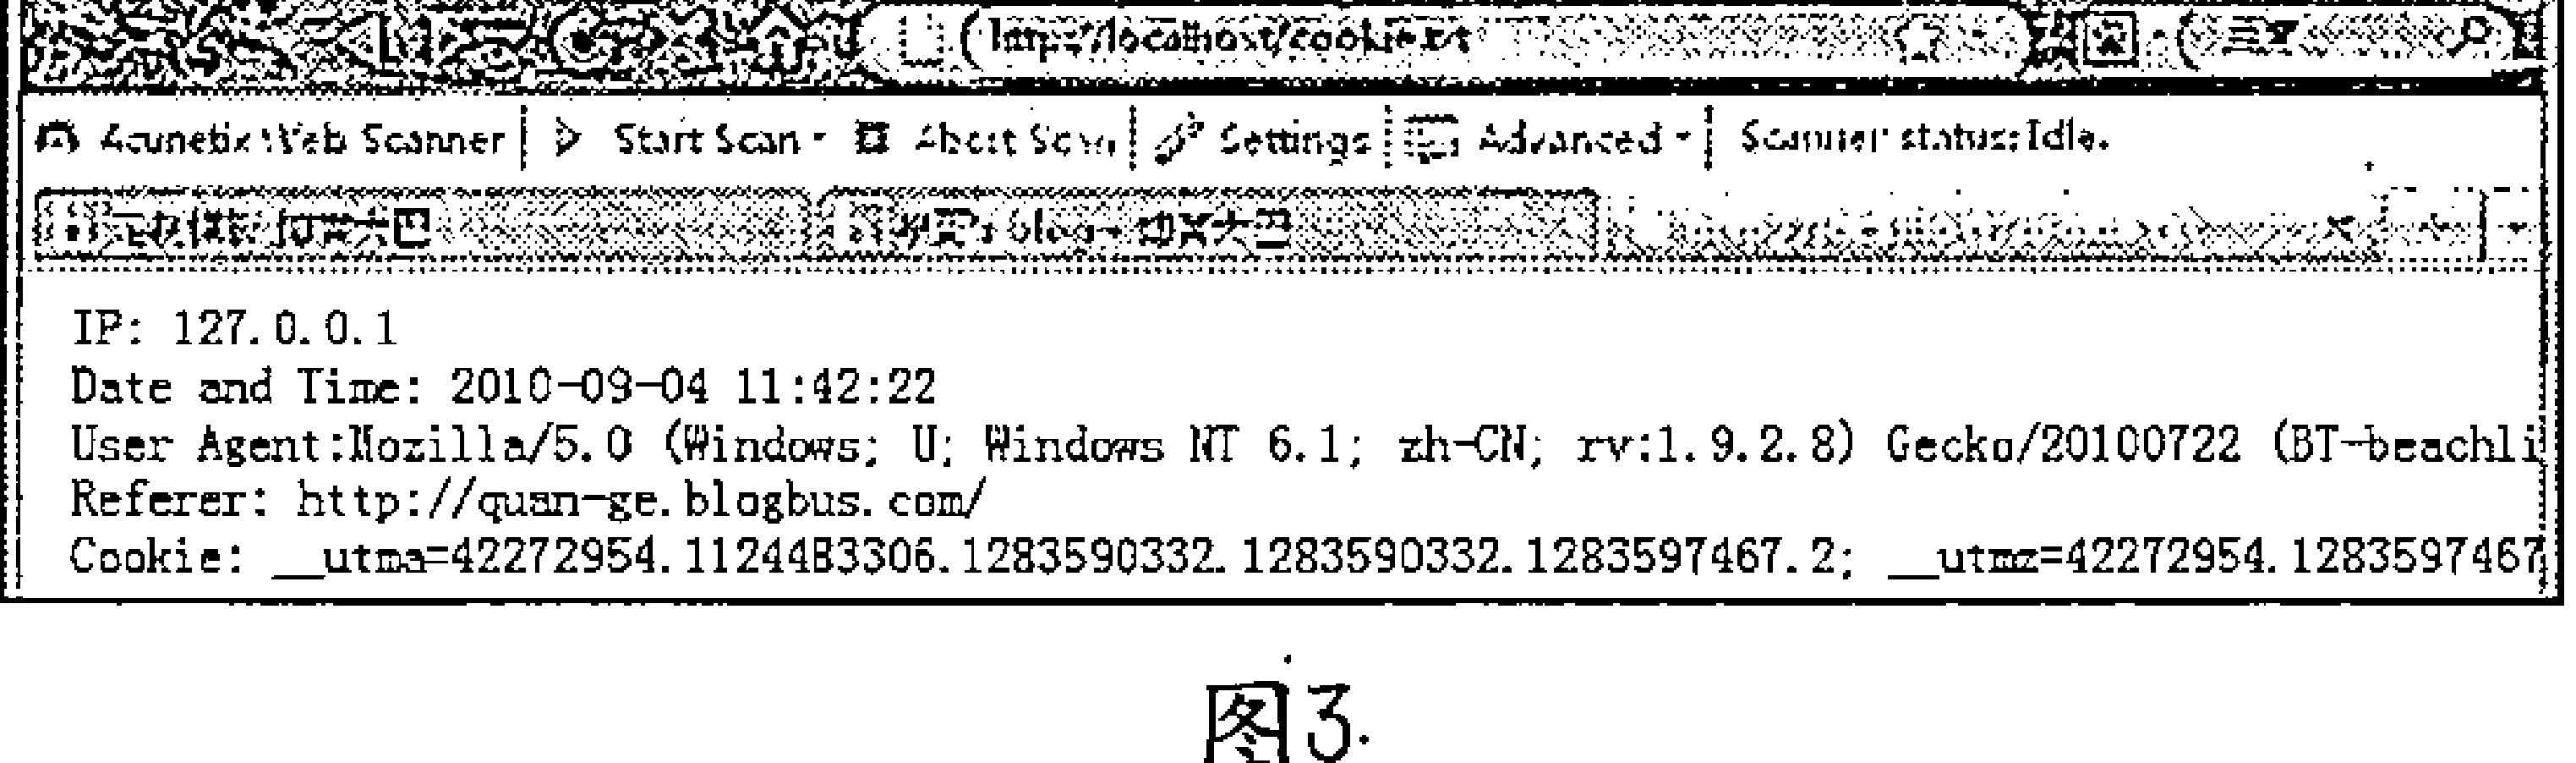 http://localhost/cookie.txt
Acunetix Web Scanner Start Scan Abort Scan Settings Advanced Scanner status: Idle.
blog
IP: 127.0.0.1
Date and Time: 2010-09-04 11:42:22
User Agent:Mozilla/5.0 (Windows; U; Windows NT 6.1; zh-CN; rv:1.9.2.8) Gecko/20100722 (BT-beachli
Referer: http://quan-ge.blogbus.com/
Cookie: __utma=42272954.1124483306.1283590332.1283590332.1283597467.2; __utmz=42272954.1283597467
图3